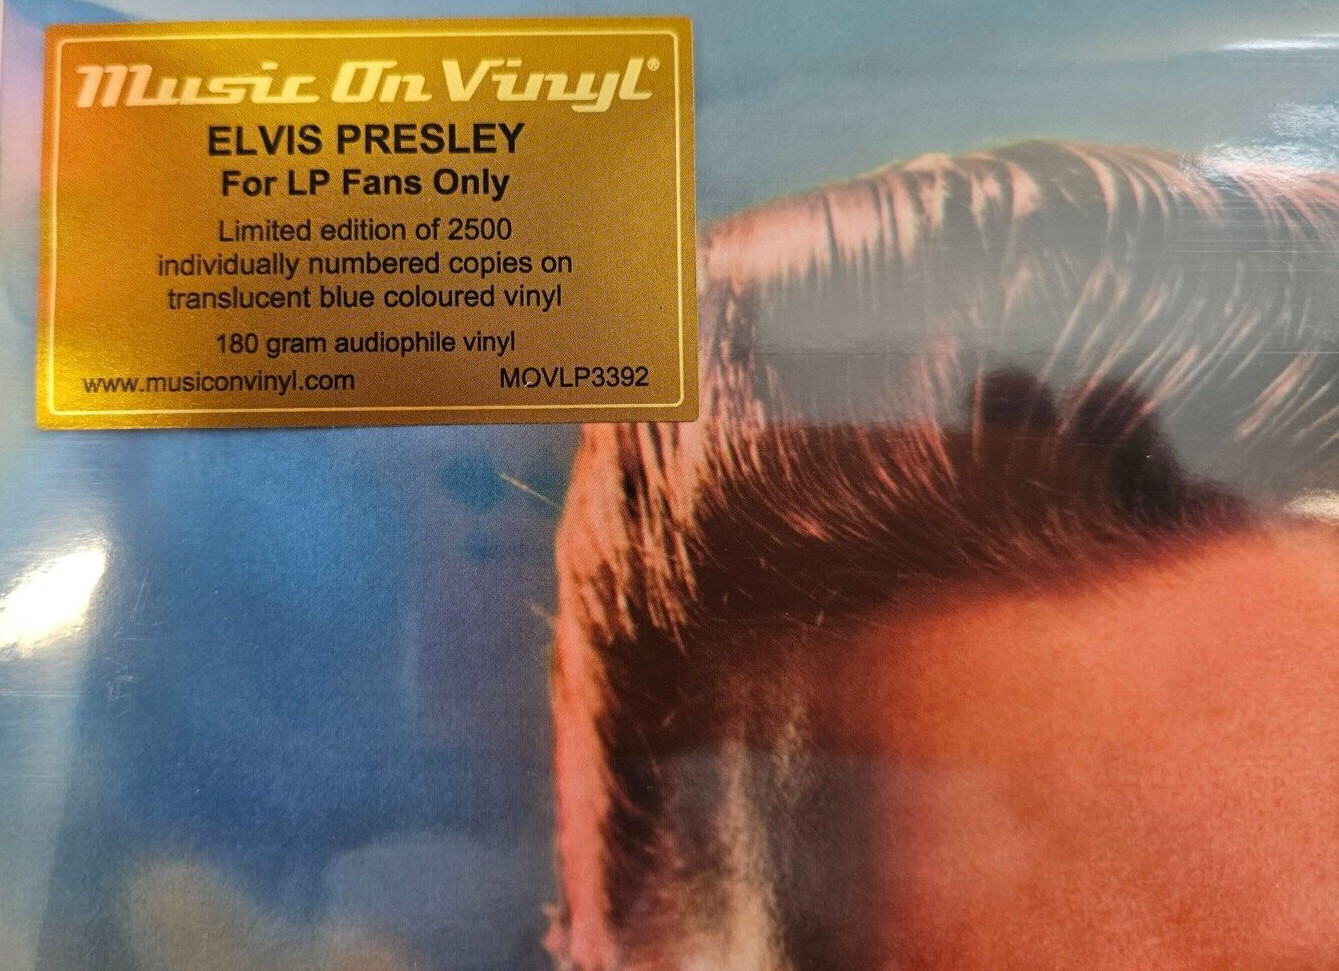 Music On Vinyl®
ELVIS PRESLEY
For LP Fans Only
Limited edition of 2500
individually numbered copies on
translucent blue coloured vinyl
180 gram audiophile vinyl
www.musiconvinyl.com MOVLP3392